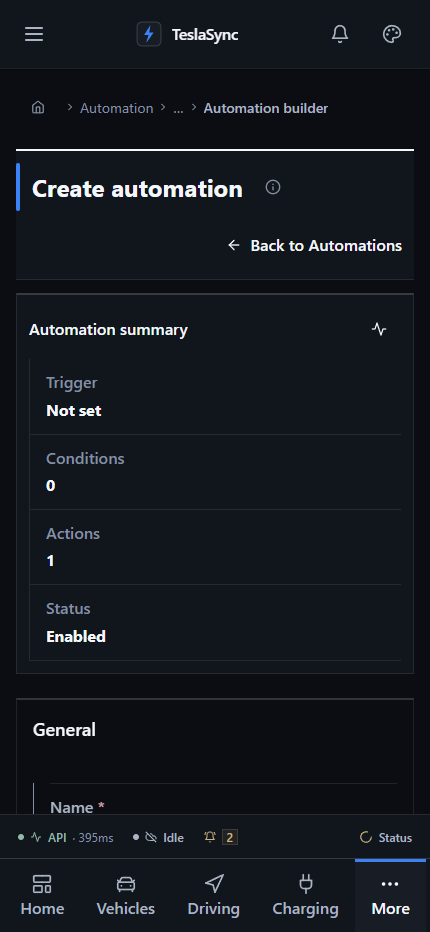 TeslaSync
Automation ... Automation builder
Create automation
Back to Automations
Automation summary
Trigger
Not set
Conditions
0
Actions
1
Status
Enabled
General
Name *
API · 395ms Idle 2 Status
Home Vehicles Driving Charging More